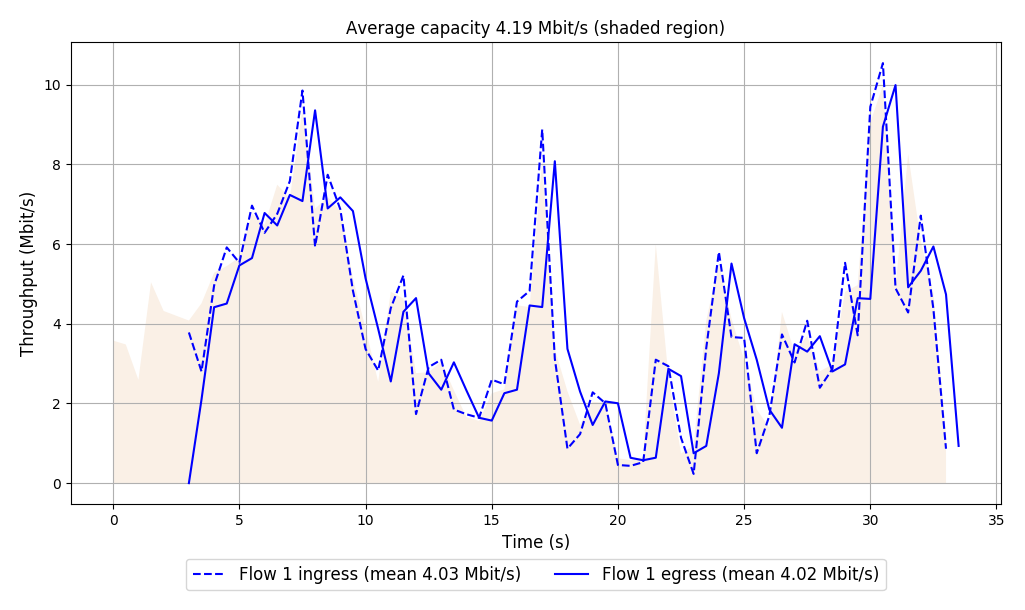 Average capacity 4.19 Mbit/s (shaded region)
Throughput (Mbit/s)
10
8
6
4
2
0
0 5 10 15 20 25 30 35
Time (s)
Flow 1 ingress (mean 4.03 Mbit/s) Flow 1 egress (mean 4.02 Mbit/s)